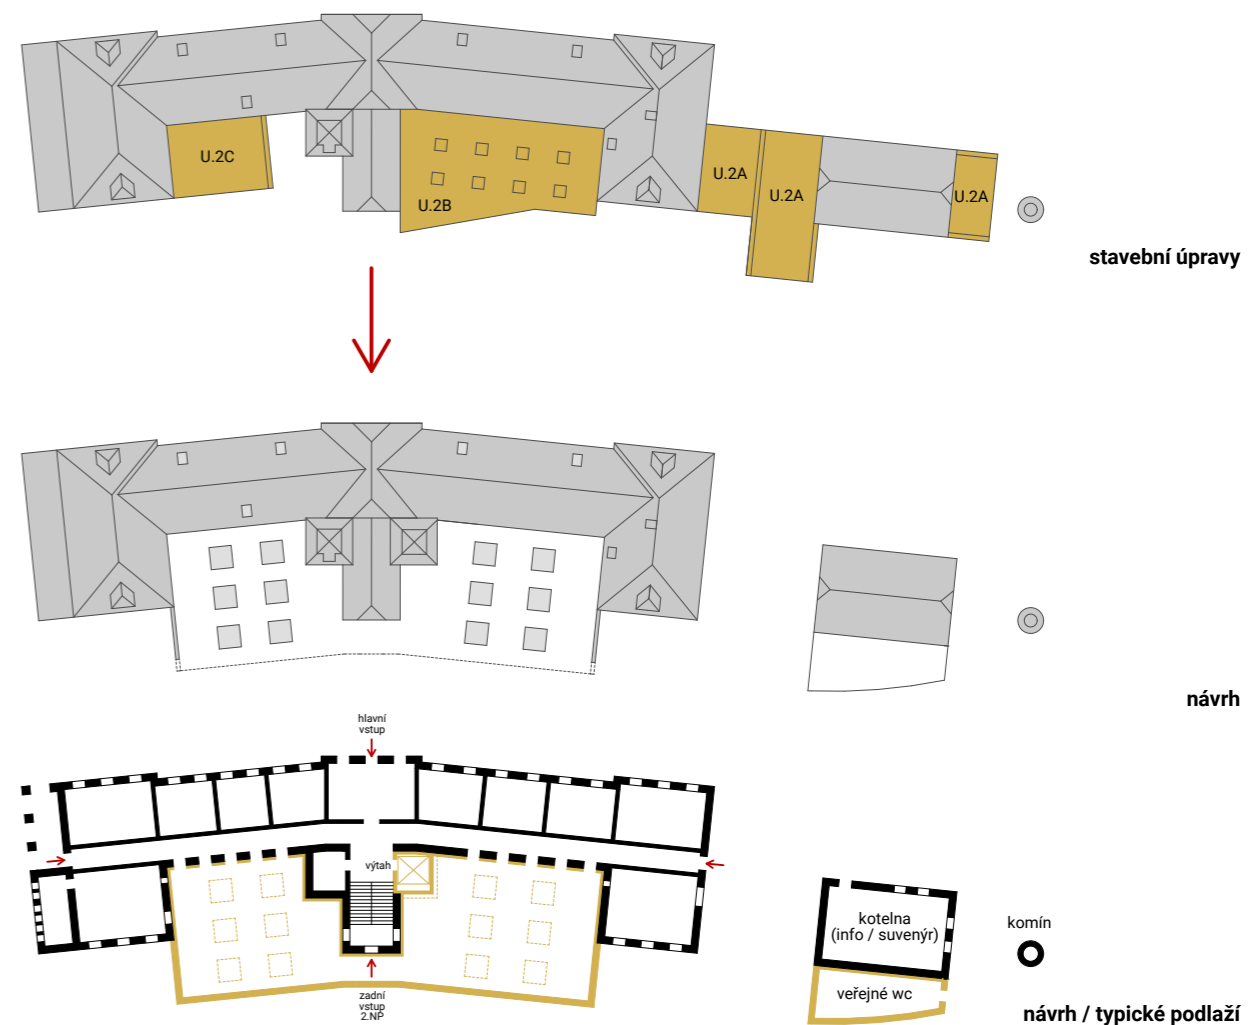 U.2C
U.2B
U.2A
U.2A
U.2A
stavební úpravy
návrh
hlavní
vstup
výtah
zadní
vstup
2.NP
kotelna
(info / suvenýr)
komín
veřejné wc
návrh / typické podlaží